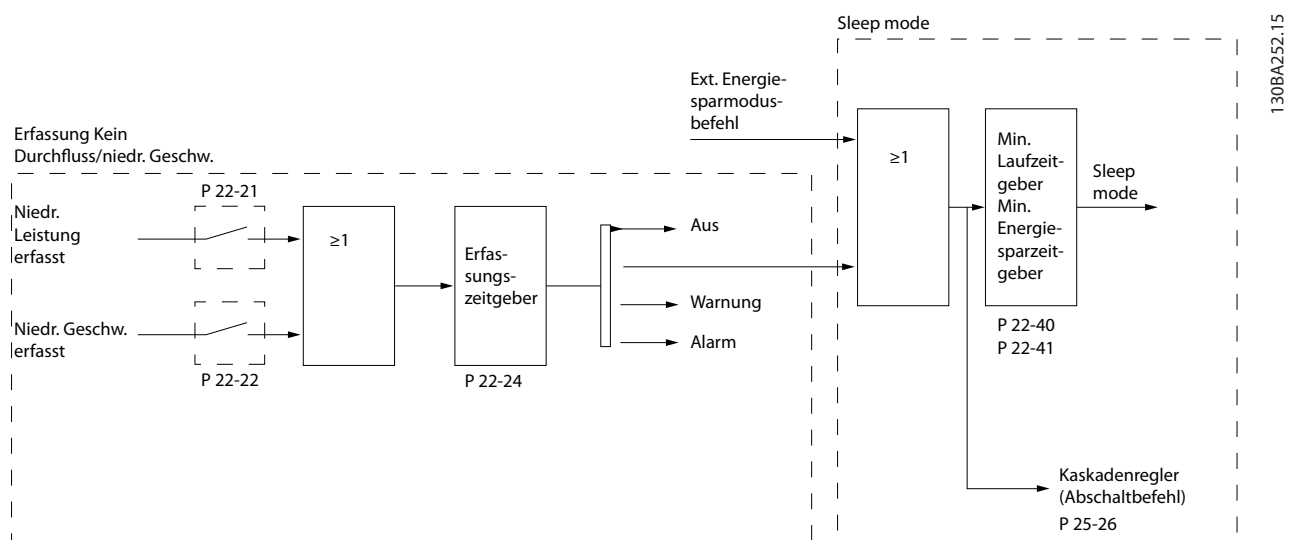 Sleep mode
130BA252.15
Ext. Energie-
sparmodus-
befehl
Erfassung Kein
Durchfluss/niedr. Geschw.
P 22-21
Niedr.
Leistung
erfasst
≥1
Erfas-
sungs-
zeitgeber
Aus
Warnung
Alarm
Niedr. Geschw.
erfasst
P 22-22
P 22-24
≥1
Min.
Laufzeit-
geber
Min.
Energie-
sparzeit-
geber
Sleep
mode
P 22-40
P 22-41
Kaskadenregler
(Abschaltbefehl)
P 25-26